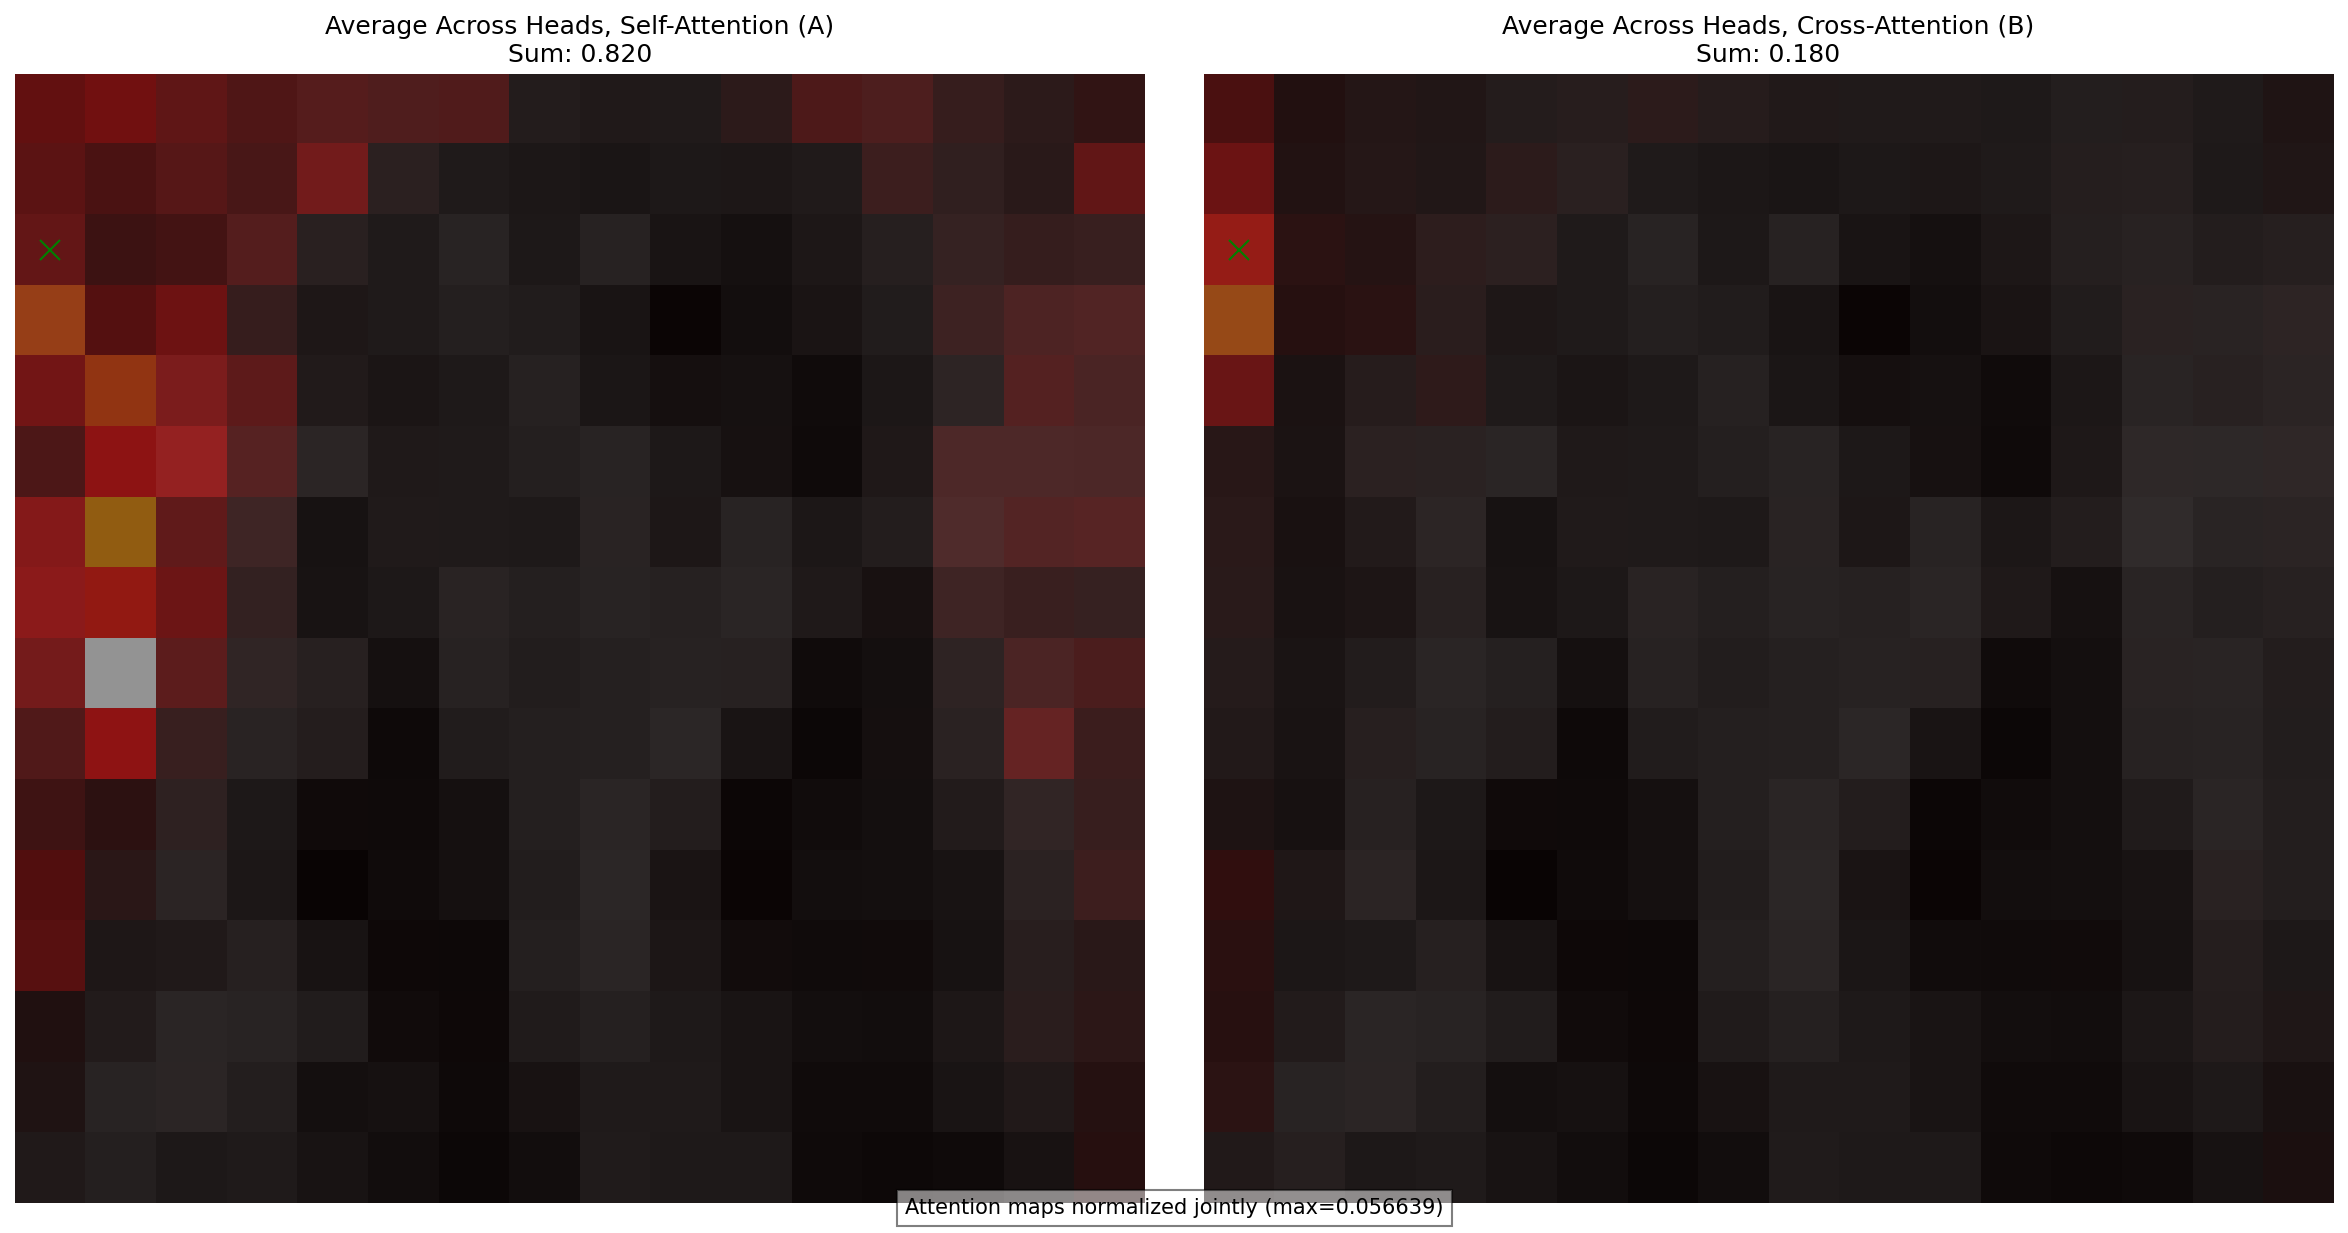 Average Across Heads, Self-Attention (A)
Sum: 0.820
Average Across Heads, Cross-Attention (B)
Sum: 0.180
Attention maps normalized jointly (max=0.056639)